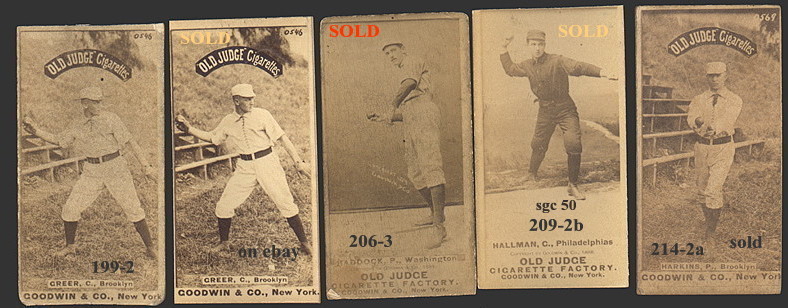 0546
"OLD JUDGE" Cigarettes
199-2
GREER, C., Brooklyn
GOODWIN & CO., New York
SOLD
0546
"OLD JUDGE" Cigarettes
on ebay
GREER, C., Brooklyn
GOODWIN & CO., New York.
SOLD
206-3
HADDOCK, P., Washington
OLD JUDGE
CIGARETTE FACTORY.
GOODWIN & CO., New York.
SOLD
sgc 50
209-2b
HALLMAN, C., Philadelphias
OLD JUDGE
CIGARETTE FACTORY.
GOODWIN & CO., New York.
0569
OLD JUDGE Cigarettes
214-2a
sold
HARKINS, P., Brooklyn
GOODWIN & CO., New York.